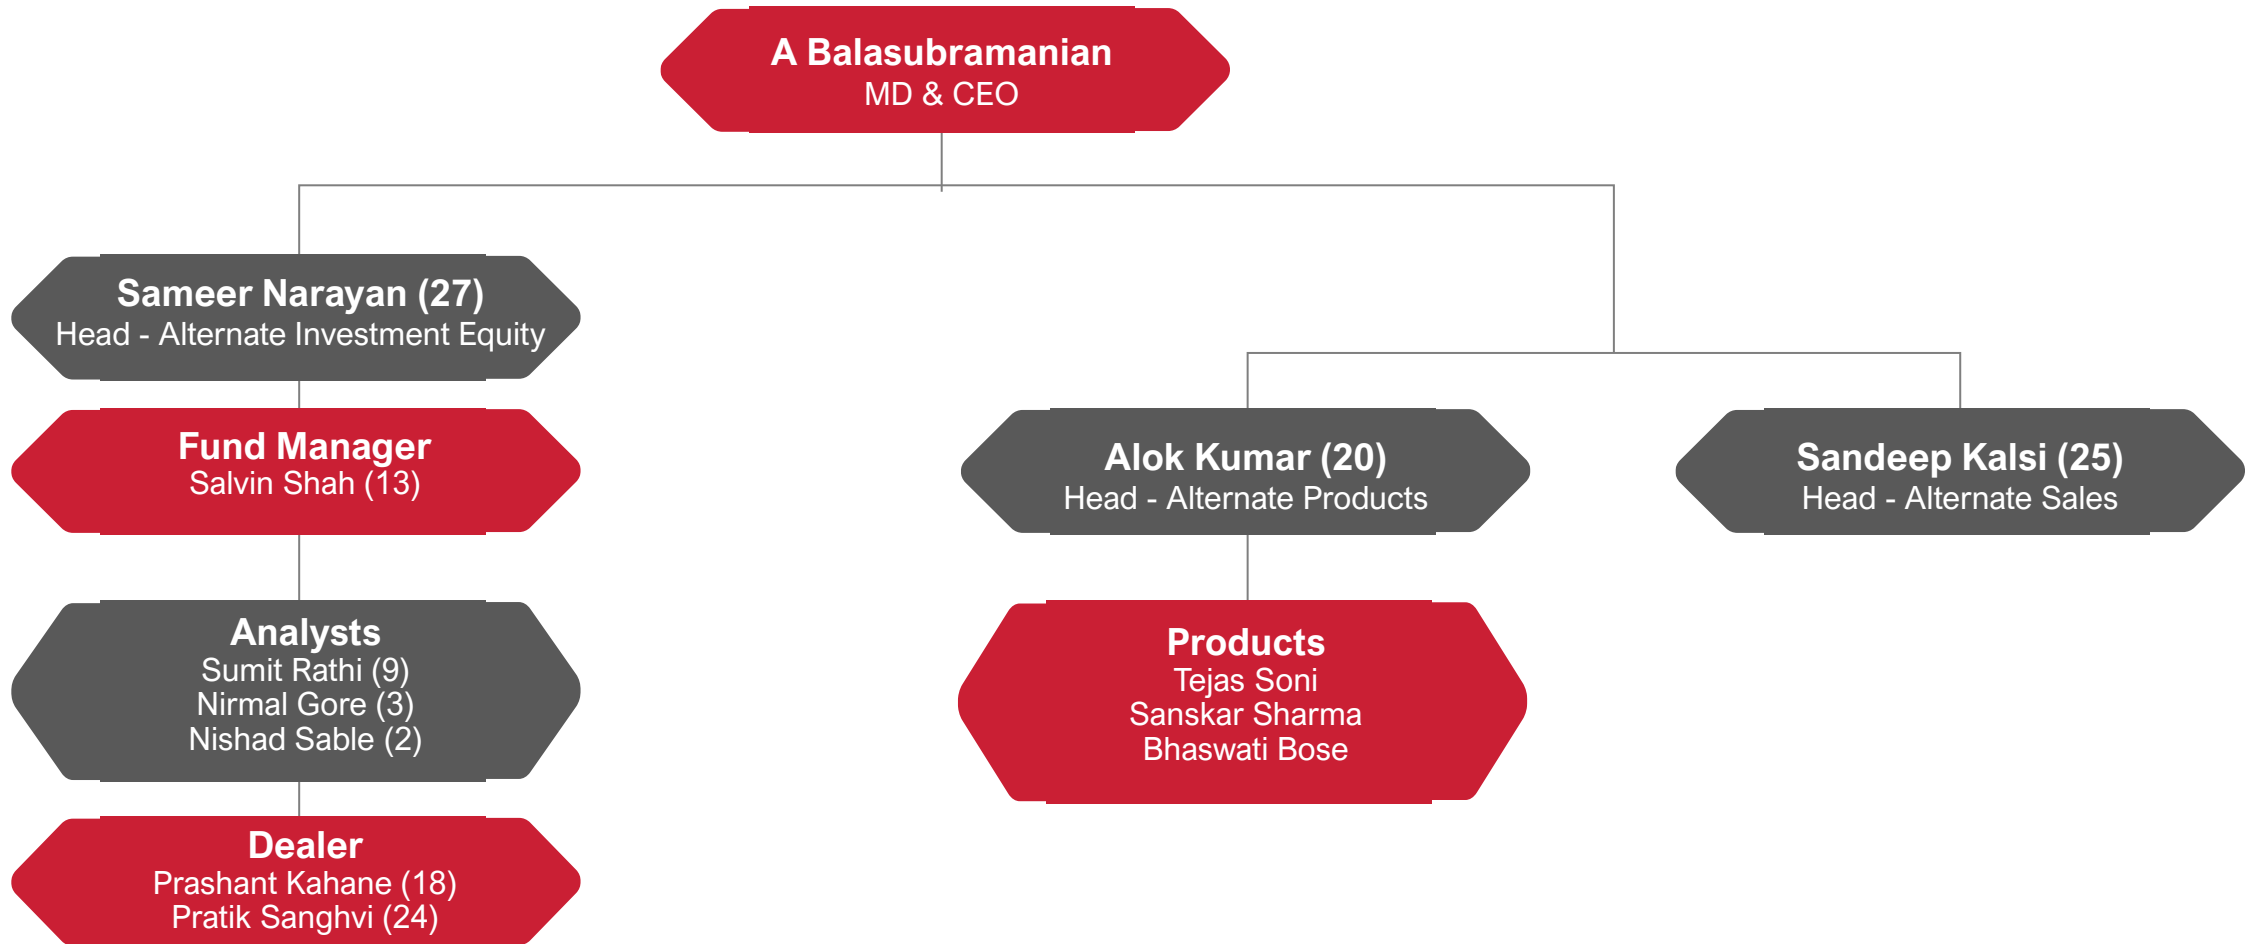 A Balasubramanian
MD & CEO
Sameer Narayan (27)
Head - Alternate Investment Equity
Fund Manager
Salvin Shah (13)
Analysts
Sumit Rathi (9)
Nirmal Gore (3)
Nishad Sable (2)
Dealer
Prashant Kahane (18)
Pratik Sanghvi (24)
Alok Kumar (20)
Head - Alternate Products
Products
Tejas Soni
Sanskar Sharma
Bhaswati Bose
Sandeep Kalsi (25)
Head - Alternate Sales